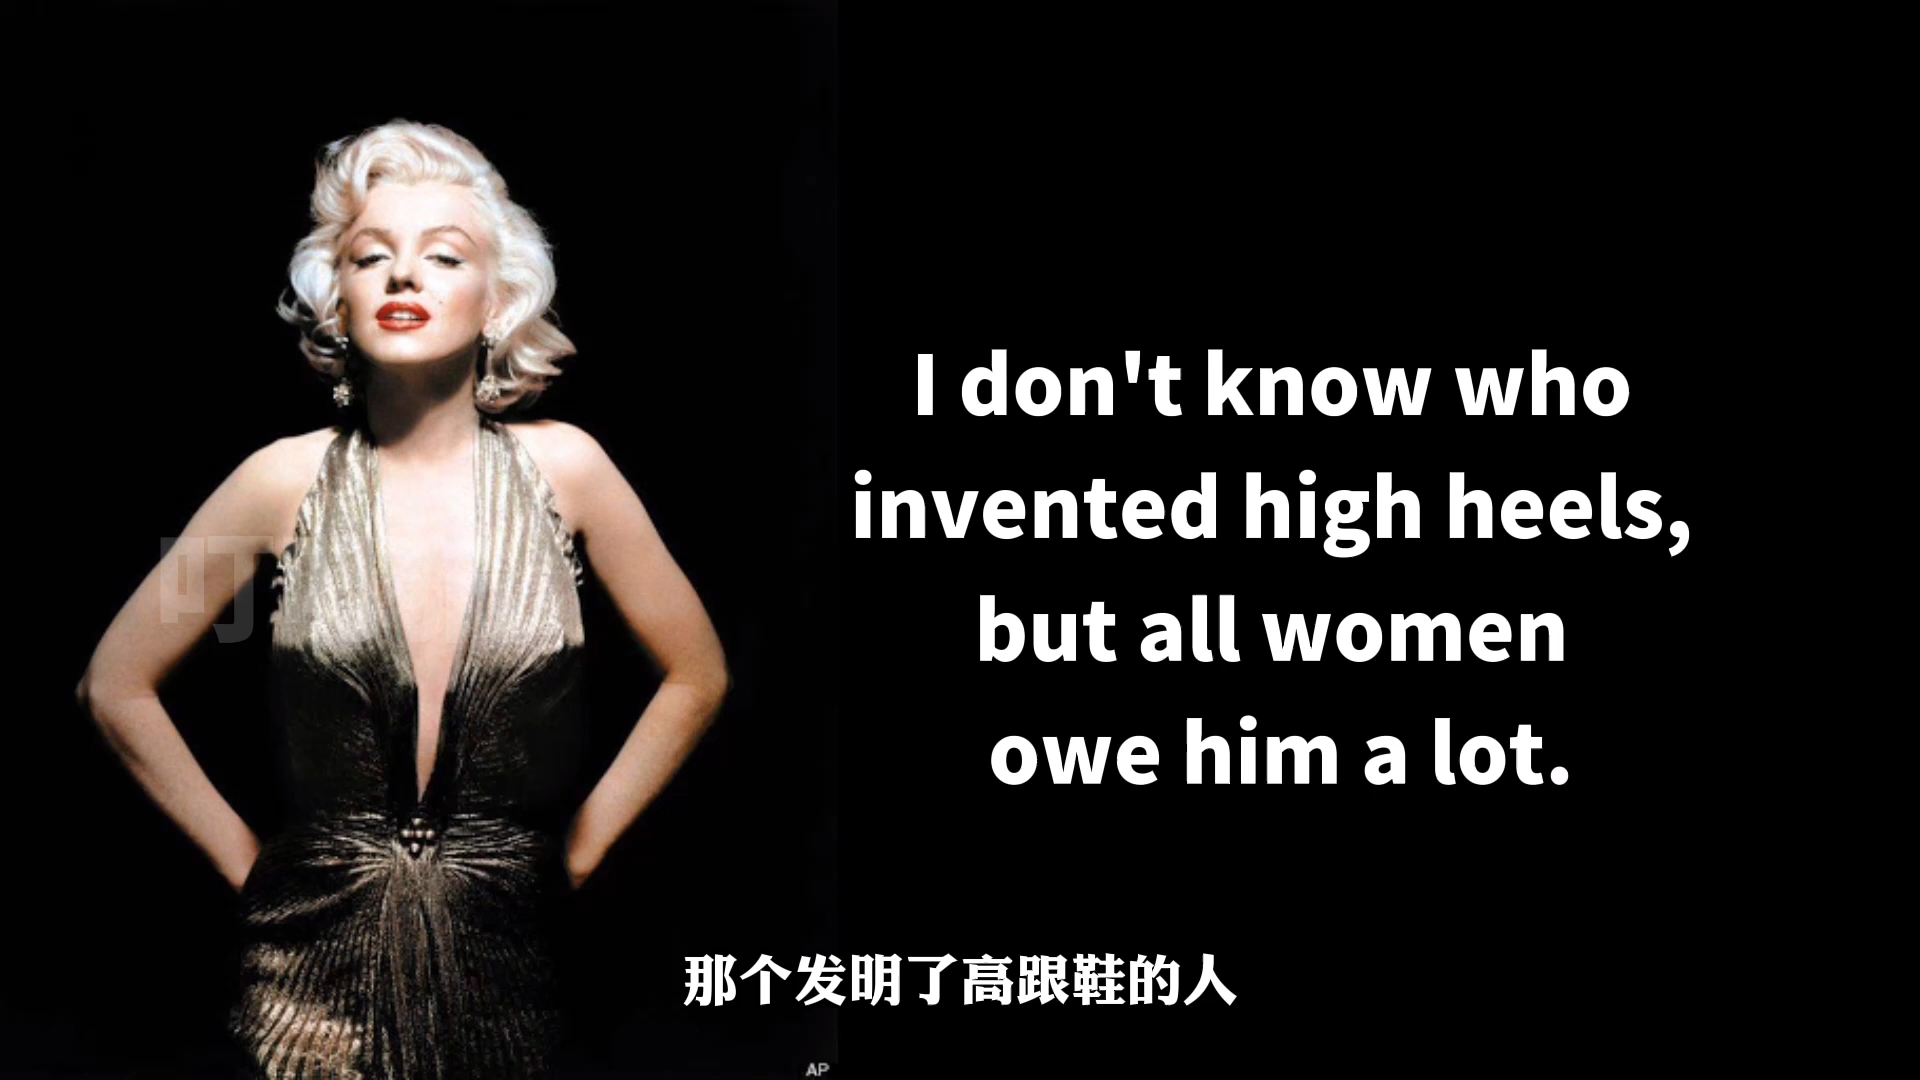 I don't know who
invented high heels,
but all women
owe him a lot.
那个发明了高跟鞋的人
AP